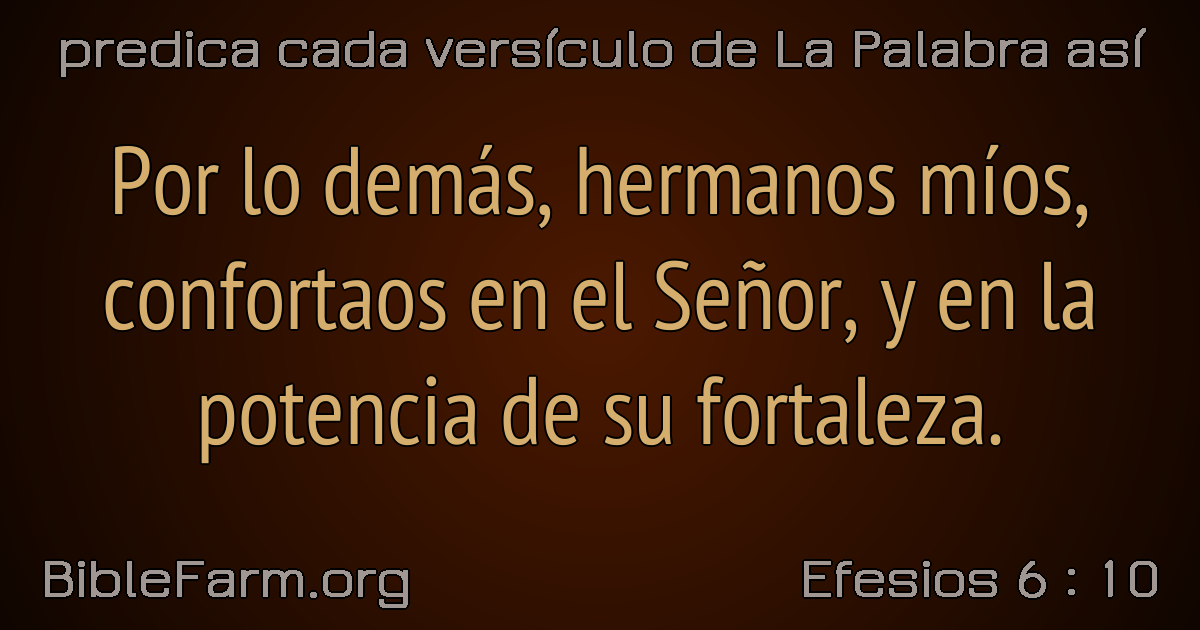 predica cada versículo de La Palabra así
Por lo demás, hermanos míos,
confortaos en el Señor, y en la
potencia de su fortaleza.
BibleFarm.org
Efesios 6 : 10